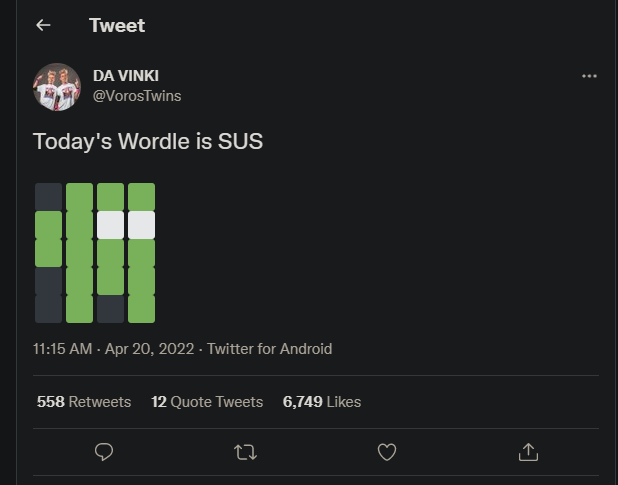 Tweet
DA VINKI
@VorosTwins
Today's Wordle is SUS
11:15 AM · Apr 20, 2022 · Twitter for Android
558 Retweets 12 Quote Tweets 6,749 Likes